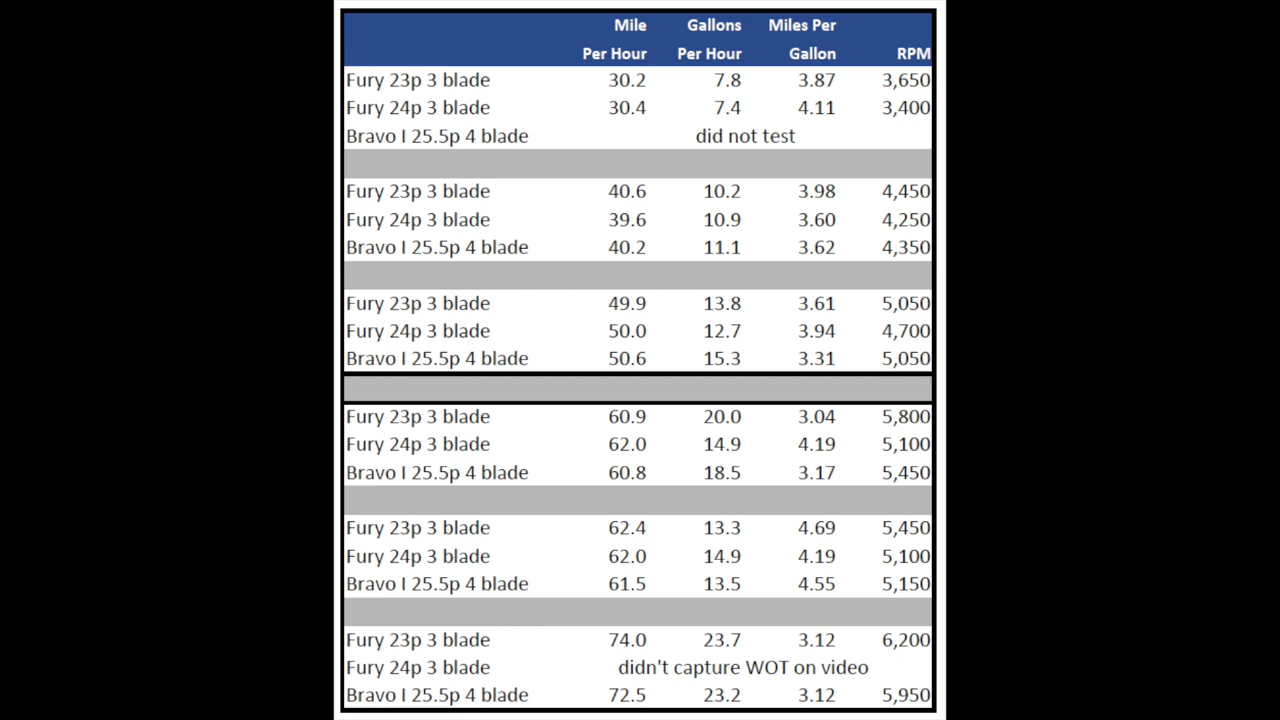 Mile Gallons Miles Per
Per Hour Per Hour Gallon RPM
Fury 23p 3 blade 30.2 7.8 3.87 3,650
Fury 24p 3 blade 30.4 7.4 4.11 3,400
Bravo I 25.5p 4 blade did not test
Fury 23p 3 blade 40.6 10.2 3.98 4,450
Fury 24p 3 blade 39.6 10.9 3.60 4,250
Bravo I 25.5p 4 blade 40.2 11.1 3.62 4,350
Fury 23p 3 blade 49.9 13.8 3.61 5,050
Fury 24p 3 blade 50.0 12.7 3.94 4,700
Bravo I 25.5p 4 blade 50.6 15.3 3.31 5,050
Fury 23p 3 blade 60.9 20.0 3.04 5,800
Fury 24p 3 blade 62.0 14.9 4.19 5,100
Bravo I 25.5p 4 blade 60.8 18.5 3.17 5,450
Fury 23p 3 blade 62.4 13.3 4.69 5,450
Fury 24p 3 blade 62.0 14.9 4.19 5,100
Bravo I 25.5p 4 blade 61.5 13.5 4.55 5,150
Fury 23p 3 blade 74.0 23.7 3.12 6,200
Fury 24p 3 blade didn't capture WOT on video
Bravo I 25.5p 4 blade 72.5 23.2 3.12 5,950